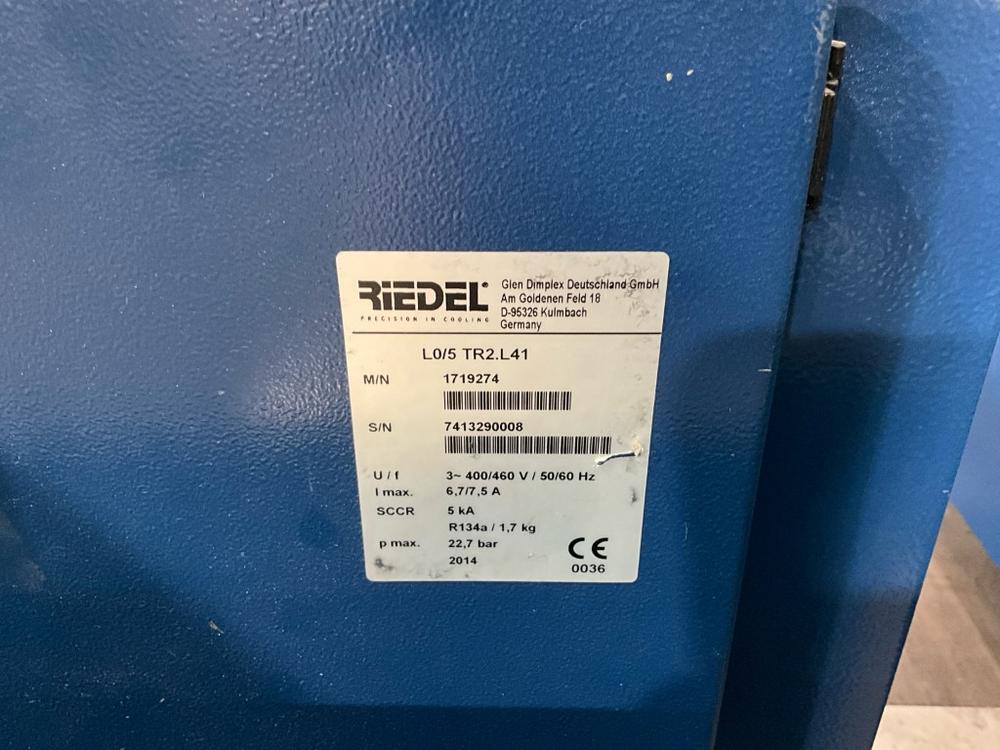 RIEDEL®
PRECISION IN COOLING
Glen Dimplex Deutschland GmbH
Am Goldenen Feld 18
D-95326 Kulmbach
Germany
L0/5 TR2.L41
M/N 1719274
S/N 7413290008
U / f 3~ 400/460 V / 50/60 Hz
I max. 6,7/7,5 A
SCCR 5 kA
R134a / 1,7 kg
p max. 22,7 bar
2014
CE
0036